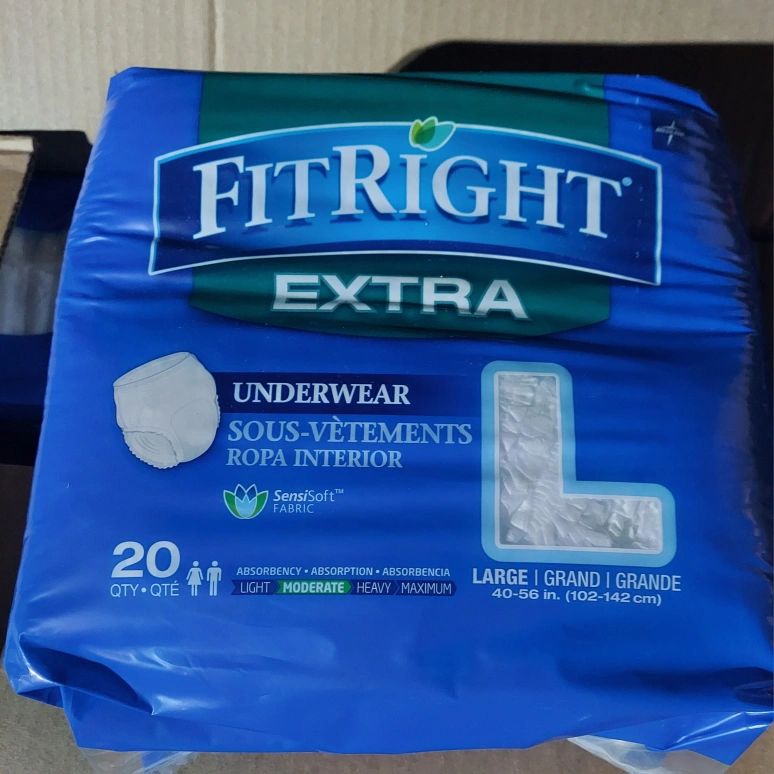 FITRIGHT®
EXTRA
UNDERWEAR
SOUS-VÈTEMENTS
ROPA INTERIOR
SensiSoft™
FABRIC
20
QTY • QTÉ
ABSORBENCY • ABSORPTION • ABSORBENCIA
LIGHT MODERATE HEAVY MAXIMUM
L
LARGE | GRAND | GRANDE
40-56 in. (102-142 cm)